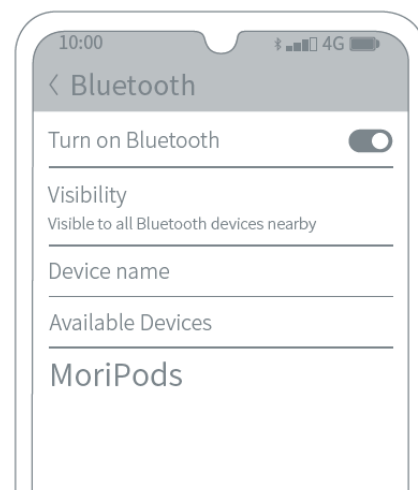 10:00 4G
Bluetooth
Turn on Bluetooth
Visibility
Visible to all Bluetooth devices nearby
Device name
Available Devices
MoriPods